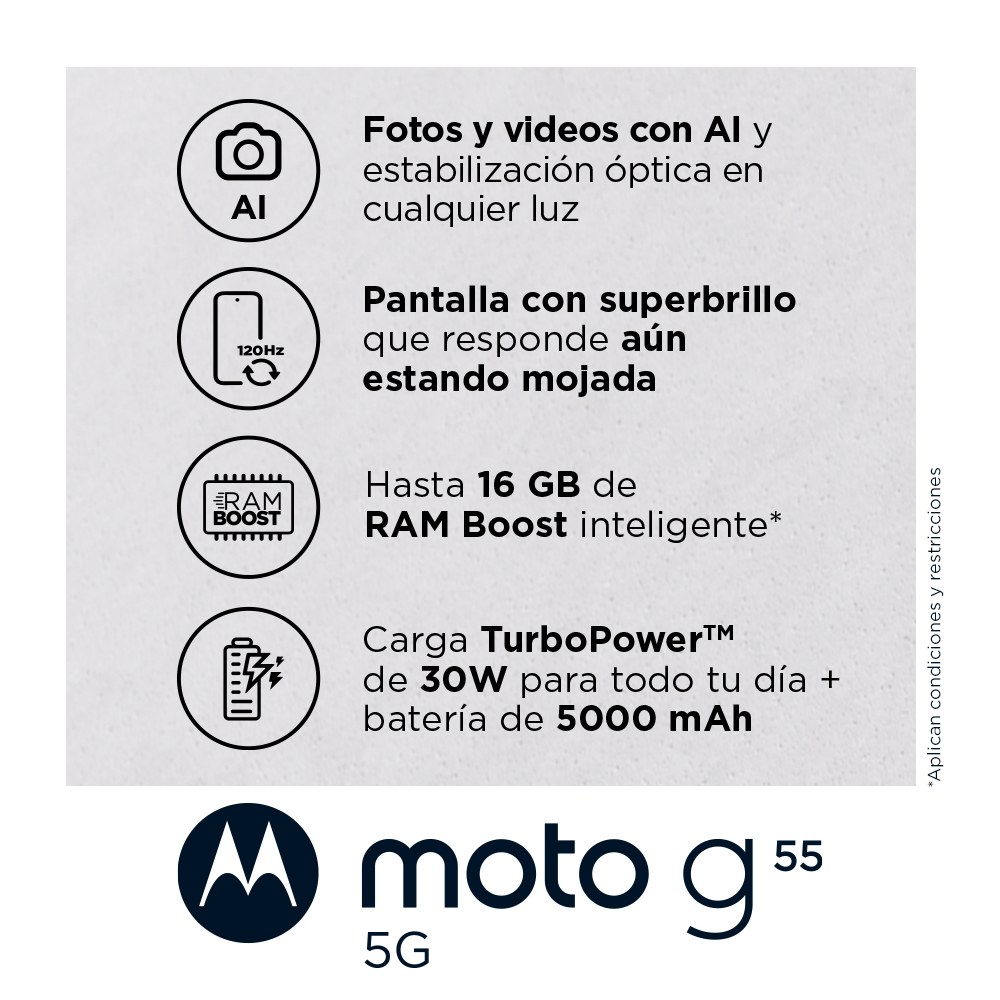 AI
Fotos y videos con AI y
estabilización óptica en
cualquier luz
120Hz
Pantalla con superbrillo
que responde aún
estando mojada
RAM
BOOST
Hasta 16 GB de
RAM Boost inteligente*
Carga TurboPower™
de 30W para todo tu día +
batería de 5000 mAh
*Aplican condiciones y restricciones
moto g 55
5G